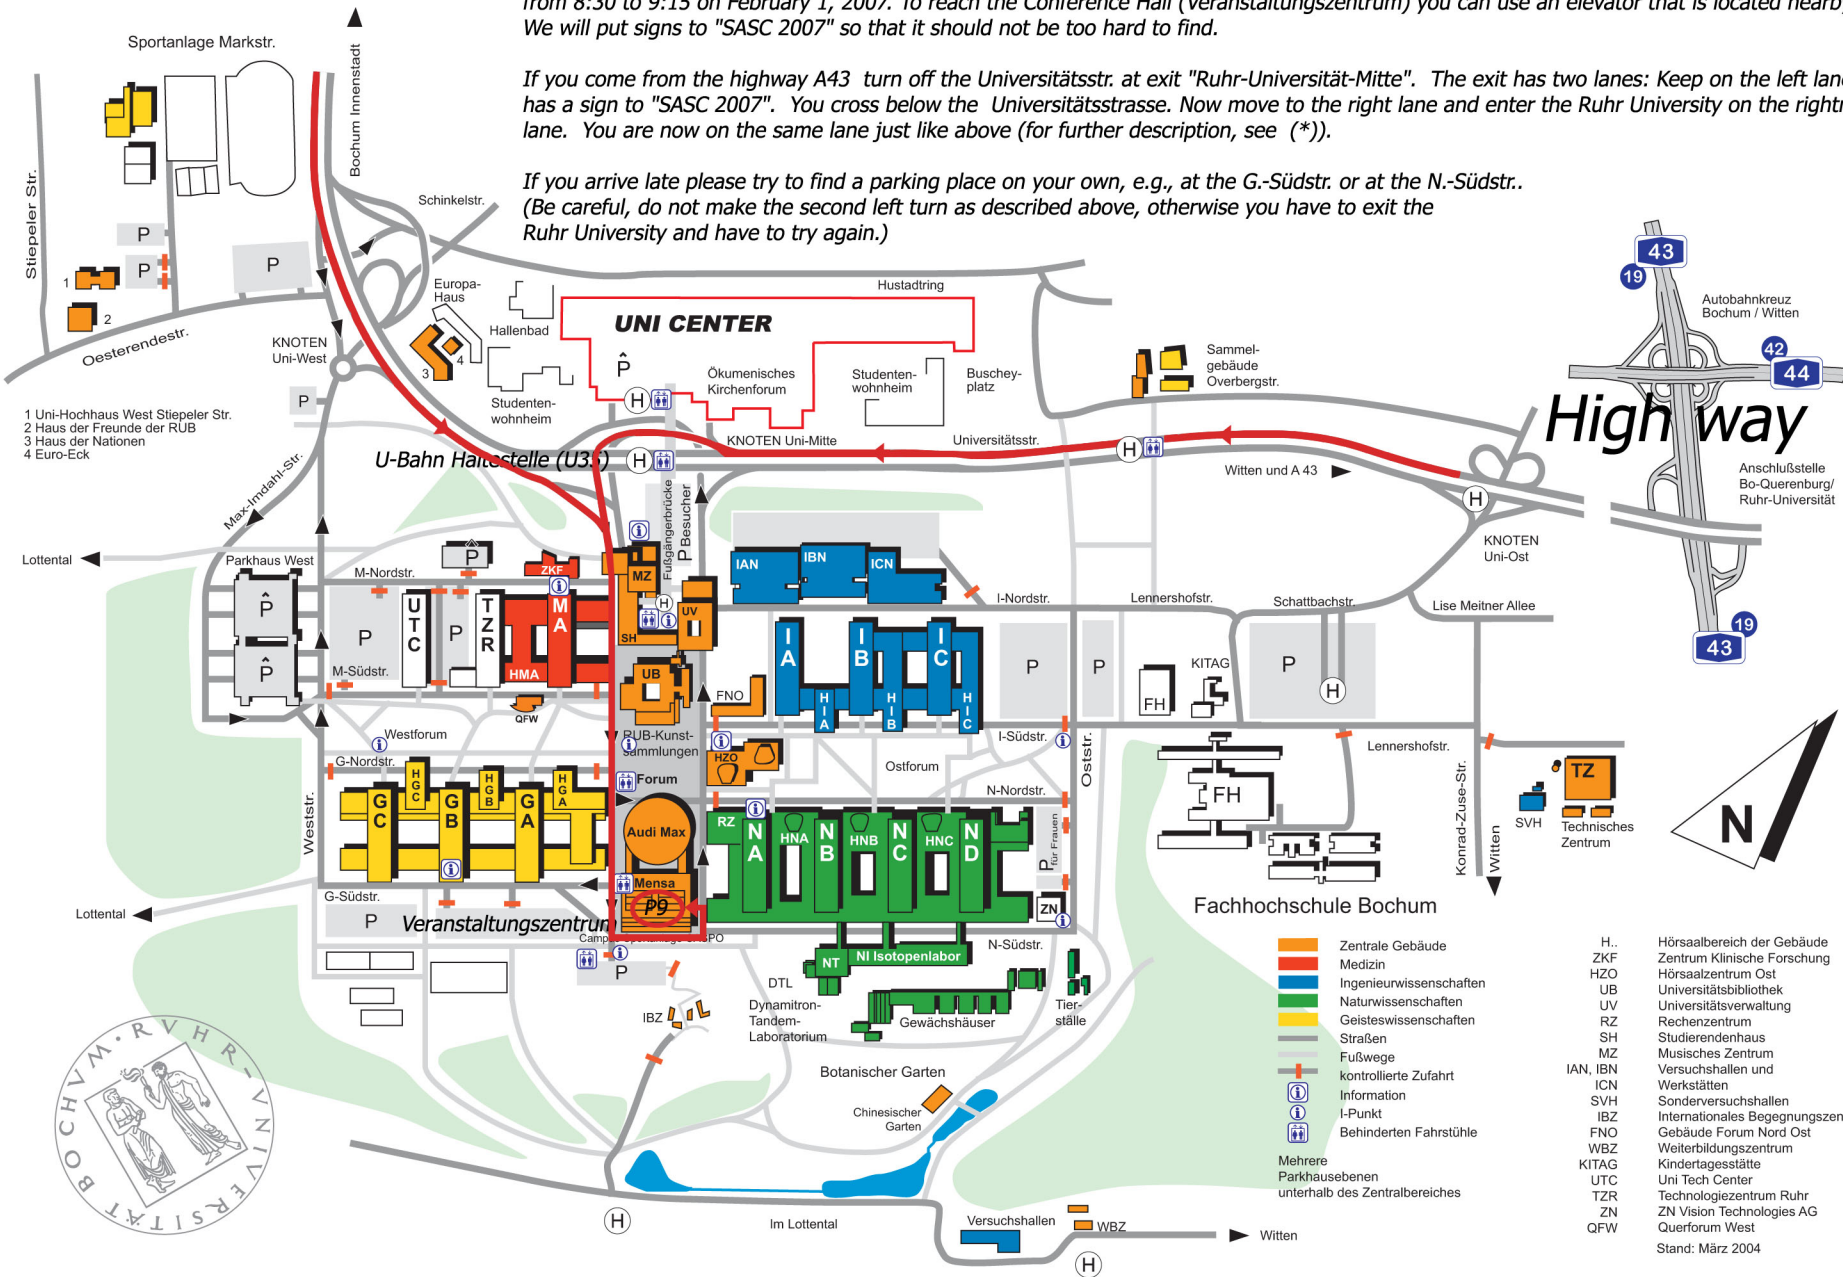 from 8:30 to 9:15 on February 1, 2007. To reach the Conference Hall (Veranstaltungszentrum) you can use an elevator that is located nearby
We will put signs to "SASC 2007" so that it should not be too hard to find.
If you come from the highway A43 turn off the Universitätsstr. at exit "Ruhr-Universität-Mitte". The exit has two lanes: Keep on the left lane
has a sign to "SASC 2007". You cross below the Universitätsstrasse. Now move to the right lane and enter the Ruhr University on the rightm
lane. You are now on the same lane just like above (for further description, see (*)).
If you arrive late please try to find a parking place on your own, e.g., at the G.-Südstr. or at the N.-Südstr..
(Be careful, do not make the second left turn as described above, otherwise you have to exit the
Ruhr University and have to try again.)
Sportanlage Markstr.
Bochum Innenstadt
Stiepeler Str.
Schinkelstr.
P
P
P
1
2
Oesterendestr.
KNOTEN
Uni-West
P
Europa-
Haus
Hallenbad
3
4
Studenten-
wohnheim
Hustadtring
UNI CENTER
P
Ökumenisches
Kirchenforum
Studenten-
wohnheim
Buschey-
platz
Sammel-
gebäude
Overbergstr.
43
19
Autobahnkreuz
Bochum / Witten
42
44
Highway
Anschlußstelle
Bo-Querenburg/
Ruhr-Universität
19
43
1 Uni-Hochhaus West Stiepeler Str.
2 Haus der Freunde der RUB
3 Haus der Nationen
4 Euro-Eck
H
U-Bahn Haltestelle (U35)
H
KNOTEN Uni-Mitte
Universitätsstr.
H
Witten und A 43
H
KNOTEN
Uni-Ost
Max-Imdahl-Str.
Fußgängerbrücke
P Besucher
Lottental
Parkhaus West
P
P
M-Nordstr.
P
P
UTC
P
TZR
ZKF
MA
HMA
M-Südstr.
QFW
MZ
H
UV
SH
UB
FNO
IAN
IBN
ICN
I-Nordstr.
IA
IB
IC
HIA
HIB
HIC
P
P
Lennershofstr.
Schattbachstr.
Lise Meitner Allee
KITAG
FH
P
H
Westforum
RUB-Kunst-
sammlungen
HZO
I-Südstr.
Ostforum
Oststr.
Lennershofstr.
G-Nordstr.
Forum
N-Nordstr.
Weststr.
GC
HGC
GB
HGB
GA
HGA
Audi Max
Mensa
P9
RZ
NA
HNA
NB
HNB
NC
HNC
ND
P
für Frauen
ZN
FH
Konrad-Zuse-Str.
Witten
TZ
SVH
Technisches
Zentrum
N
Lottental
G-Südstr.
P
Veranstaltungszentrum
P
N-Südstr.
NT
NI Isotopenlabor
DTL
Dynamitron-
Tandem-
Laboratorium
Gewächshäuser
Tier-
ställe
IBZ
Botanischer Garten
Chinesischer
Garten
H
Im Lottental
Versuchshallen
WBZ
Witten
H
RVHR-VNIVERSITÄT BOCHVM
Fachhochschule Bochum
Zentrale Gebäude
Medizin
Ingenieurwissenschaften
Naturwissenschaften
Geisteswissenschaften
Straßen
Fußwege
kontrollierte Zufahrt
Information
I-Punkt
Behinderten Fahrstühle
Mehrere
Parkhausebenen
unterhalb des Zentralbereiches
H.. Hörsaalbereich der Gebäude
ZKF Zentrum Klinische Forschung
HZO Hörsaalzentrum Ost
UB Universitätsbibliothek
UV Universitätsverwaltung
RZ Rechenzentrum
SH Studierendenhaus
MZ Musisches Zentrum
IAN, IBN Versuchshallen und
ICN Werkstätten
SVH Sonderversuchshallen
IBZ Internationales Begegnungszen
FNO Gebäude Forum Nord Ost
WBZ Weiterbildungszentrum
KITAG Kindertagesstätte
UTC Uni Tech Center
TZR Technologiezentrum Ruhr
ZN ZN Vision Technologies AG
QFW Querforum West
Stand: März 2004